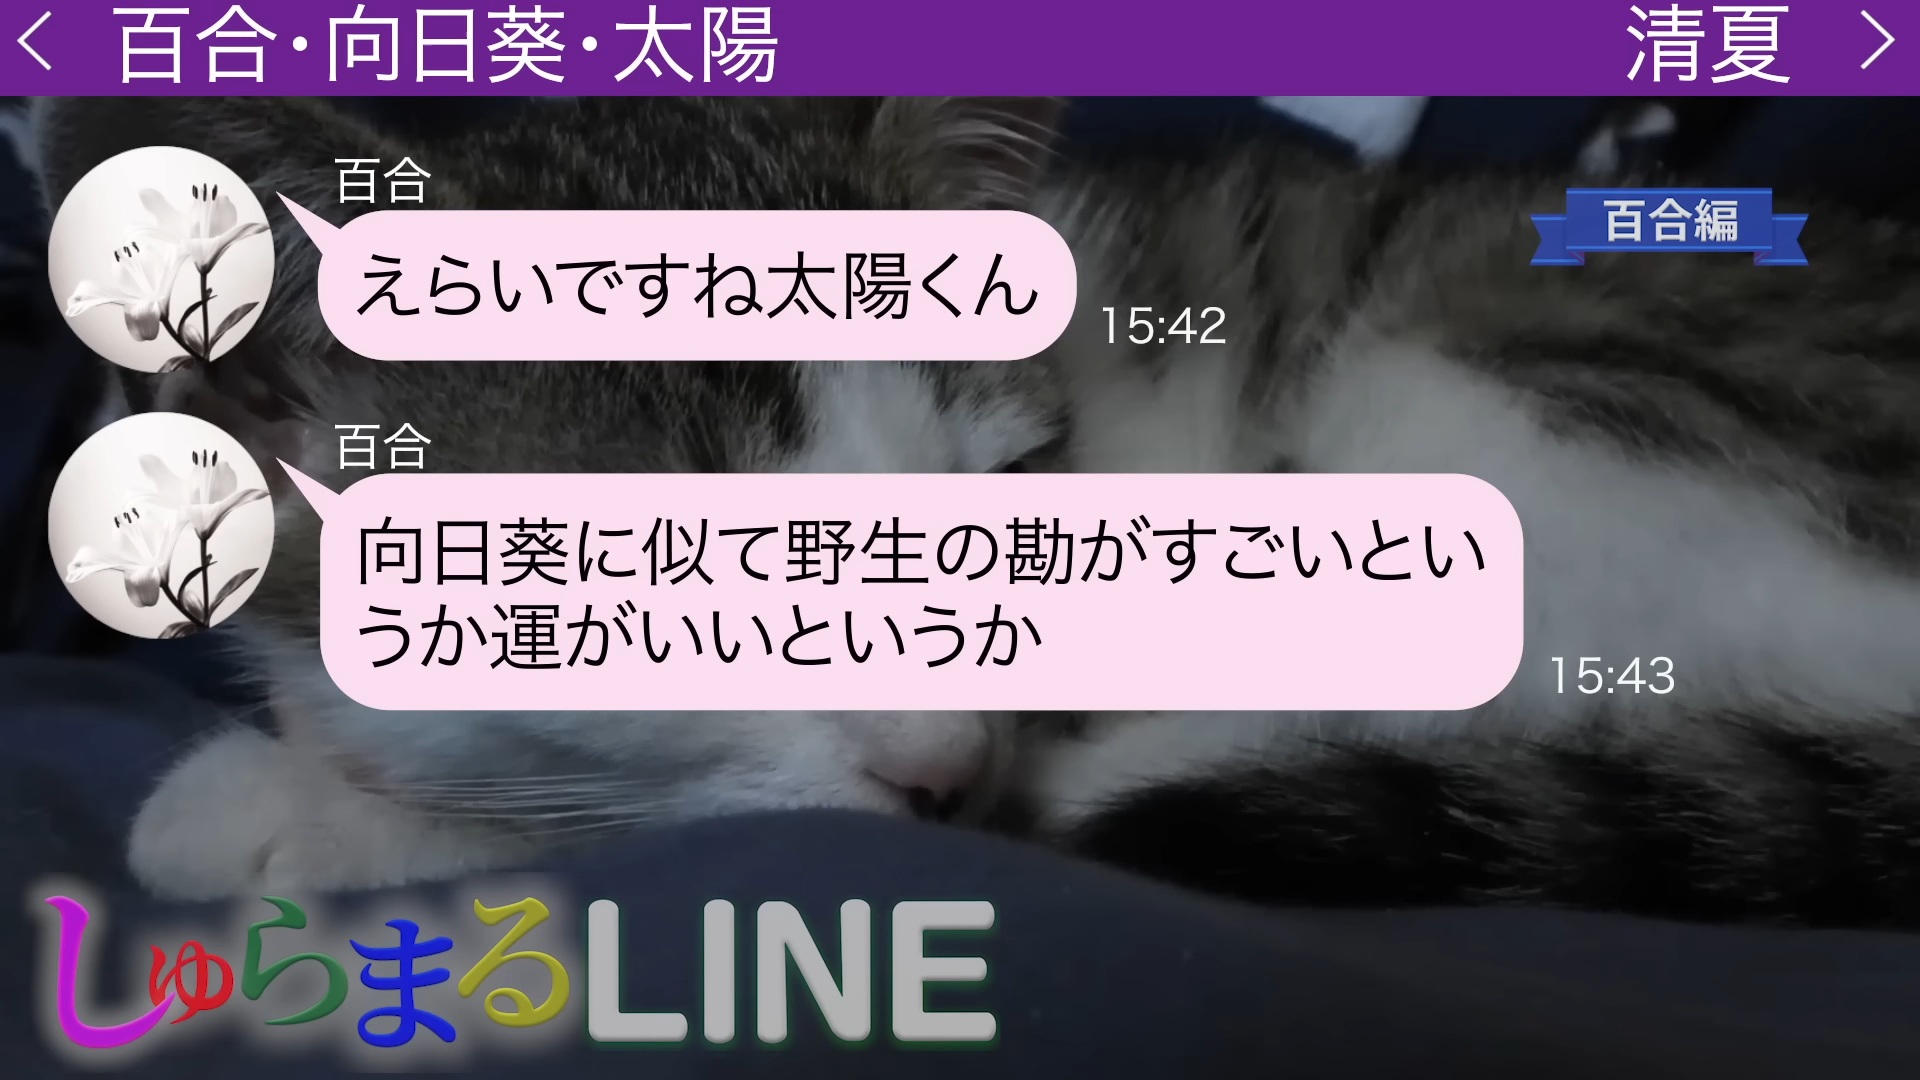 百合・向日葵・太陽
清夏
百合
えらいですね太陽くん
15:42
百合編
百合
向日葵に似て野生の勘がすごいとい
うか運がいいというか
15:43
しゅらまるLINE